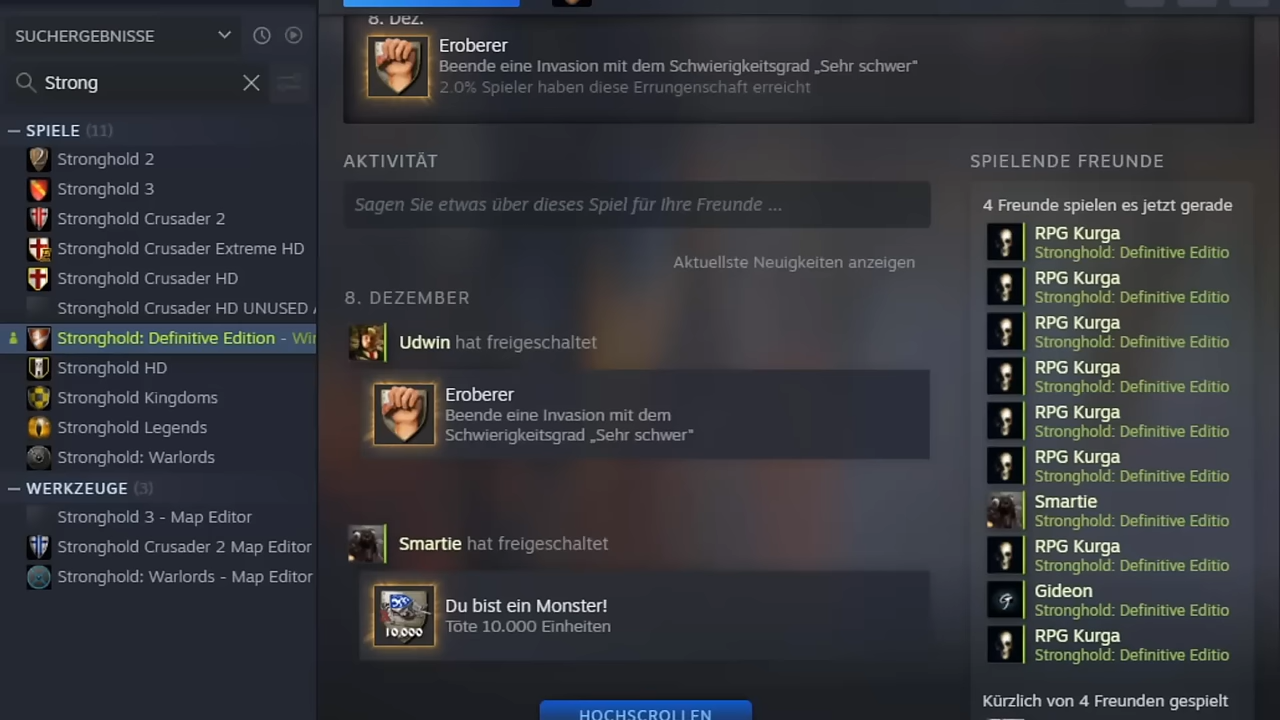 SUCHERGEBNISSE
Strong
SPIELE (11)
Stronghold 2
Stronghold 3
Stronghold Crusader 2
Stronghold Crusader Extreme HD
Stronghold Crusader HD
Stronghold Crusader HD UNUSED
Stronghold: Definitive Edition - Wi
Stronghold HD
Stronghold Kingdoms
Stronghold Legends
Stronghold: Warlords
WERKZEUGE (3)
Stronghold 3 - Map Editor
Stronghold Crusader 2 Map Editor
Stronghold: Warlords - Map Editor
8. Dez.
Eroberer
Beende eine Invasion mit dem Schwierigkeitsgrad „Sehr schwer"
2.0% Spieler haben diese Errungenschaft erreicht
AKTIVITÄT
Sagen Sie etwas über dieses Spiel für Ihre Freunde ...
Aktuellste Neuigkeiten anzeigen
8. DEZEMBER
Udwin hat freigeschaltet
Eroberer
Beende eine Invasion mit dem
Schwierigkeitsgrad „Sehr schwer"
Smartie hat freigeschaltet
10,000
Du bist ein Monster!
Töte 10.000 Einheiten
HOCHSCROLLEN
SPIELENDE FREUNDE
4 Freunde spielen es jetzt gerade
RPG Kurga
Stronghold: Definitive Editio
RPG Kurga
Stronghold: Definitive Editio
RPG Kurga
Stronghold: Definitive Editio
RPG Kurga
Stronghold: Definitive Editio
RPG Kurga
Stronghold: Definitive Editio
RPG Kurga
Stronghold: Definitive Editio
Smartie
Stronghold: Definitive Editio
RPG Kurga
Stronghold: Definitive Editio
Gideon
Stronghold: Definitive Editio
RPG Kurga
Stronghold: Definitive Editio
Kürzlich von 4 Freunden gespielt